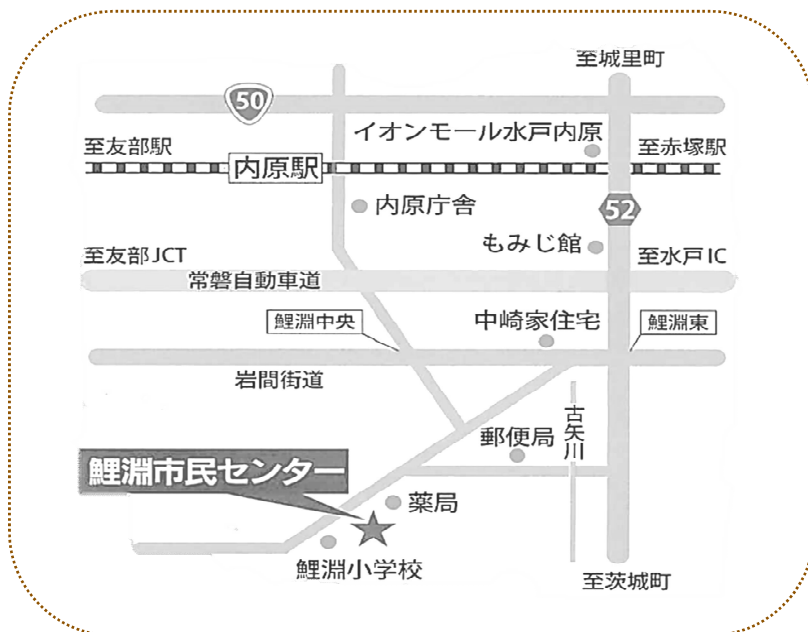 至城里町
50
イオンモール水戸内原
至友部駅
至赤塚駅
内原駅
内原庁舎
52
もみじ館
至友部JCT
至水戸IC
常磐自動車道
鯉淵中央
中崎家住宅
鯉淵東
岩間街道
古矢川
郵便局
鯉淵市民センター
薬局
鯉淵小学校
至茨城町